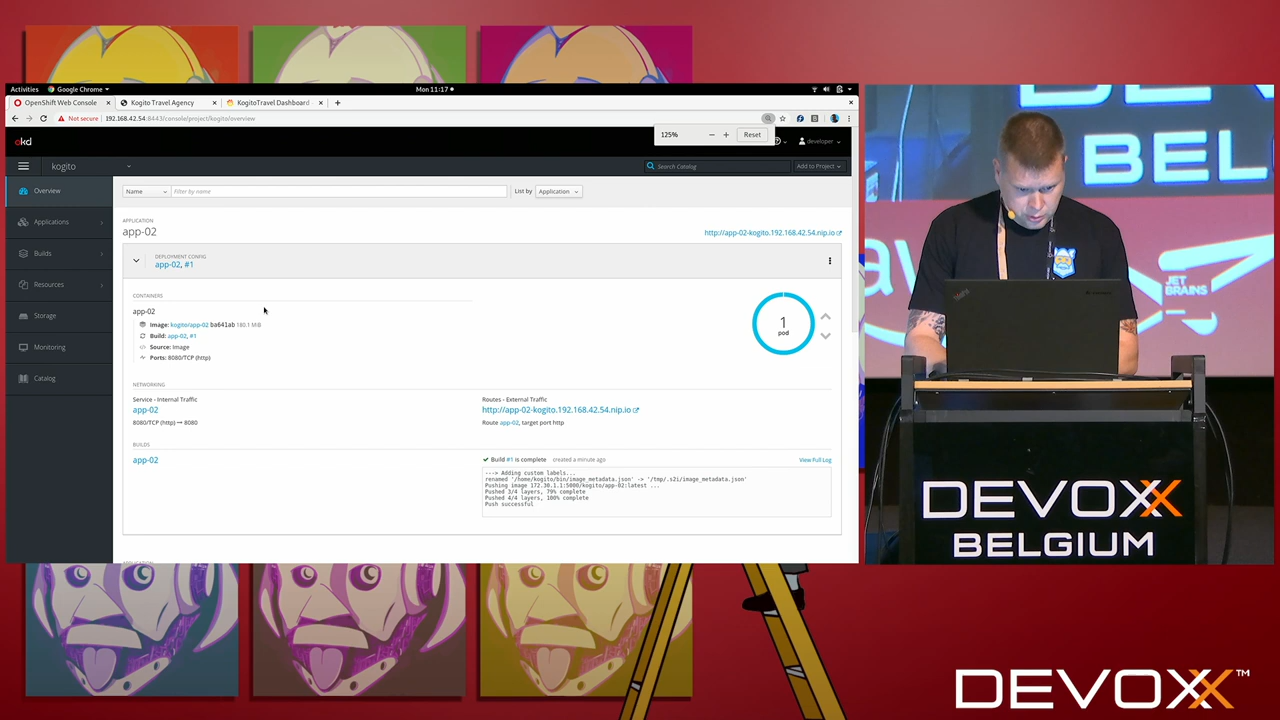 Activities
Google Chrome
Mon 11:17
OpenShift Web Console
Kogito Travel Agency
KogitoTravel Dashboard
Not secure
192.168.42.54:8443/console/project/kogito/overview
125%
Reset
okd
developer
kogito
Search Catalog
Add to Project
Overview
Applications
Builds
Resources
Storage
Monitoring
Catalog
Name
Filter by name
List by
Application
APPLICATION
app-02
http://app-02-kogito.192.168.42.54.nip.io
DEPLOYMENT CONFIG
app-02, #1
CONTAINERS
app-02
Image: kogito/app-02 ba641ab 180.1 MiB
Build: app-02, #1
Source: Image
Ports: 8080/TCP (http)
1
pod
NETWORKING
Service - Internal Traffic
app-02
8080/TCP (http) → 8080
Routes - External Traffic
http://app-02-kogito.192.168.42.54.nip.io
Route app-02, target port http
BUILDS
app-02
Build #1 is complete created a minute ago
View Full Log
---> Adding custom labels...
renamed '/home/kogito/bin/image_metadata.json' -> '/tmp/.s2i/image_metadata.json'
Pushing image 172.30.1.1:5000/kogito/app-02:latest ...
Pushed 3/4 layers, 79% complete
Pushed 4/4 layers, 100% complete
Push successful
BEL
JET
BRAINS
DEVOXX
BELGIUM
DEVOXX™